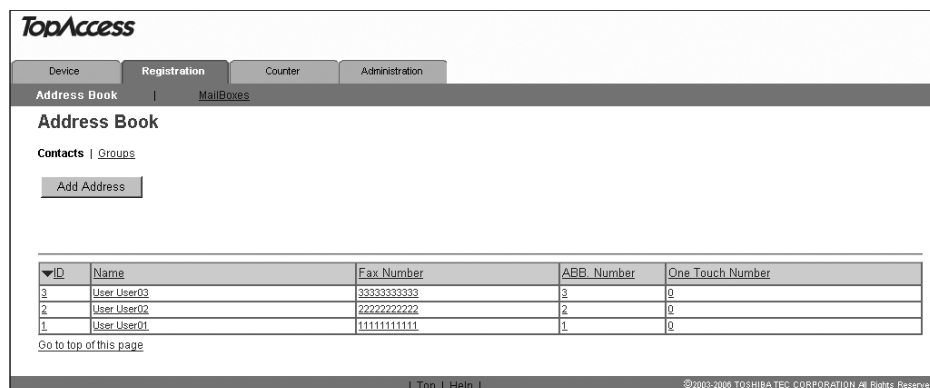 TopAccess
Device Registration Counter Administration
Address Book | MailBoxes
Address Book
Contacts | Groups
Add Address
▼ID Name Fax Number ABB. Number One Touch Number
3 User User03 33333333333 3 0
2 User User02 22222222222 2 0
1 User User01 11111111111 1 0
Go to top of this page
| Top | Help |
©2003-2006 TOSHIBA TEC CORPORATION All Rights Reserve